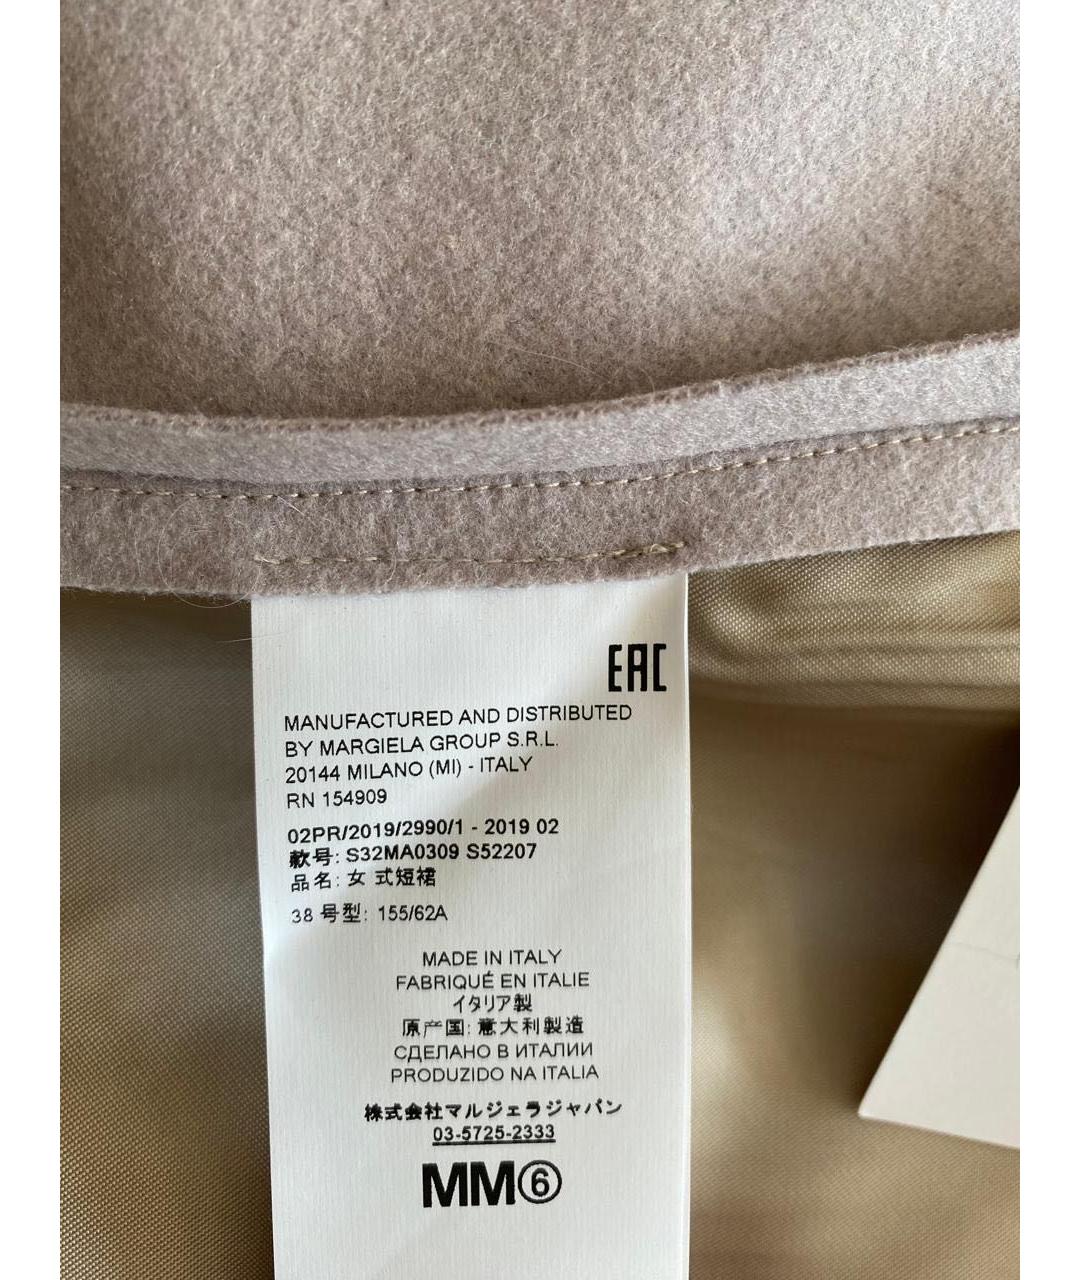 EAC
MANUFACTURED AND DISTRIBUTED
BY MARGIELA GROUP S.R.L.
20144 MILANO (MI) - ITALY
RN 154909
02PR/2019/2990/1 - 2019 02
款号: S32MA0309 S52207
品名: 女 式短裙
38 号型: 155/62A
MADE IN ITALY
FABRIQUÉ EN ITALIE
イタリア製
原产国: 意大利製造
СДЕЛАНО В ИТАЛИИ
PRODUZIDO NA ITALIA
株式会社マルジェラジャパン
03-5725-2333
MM⑥